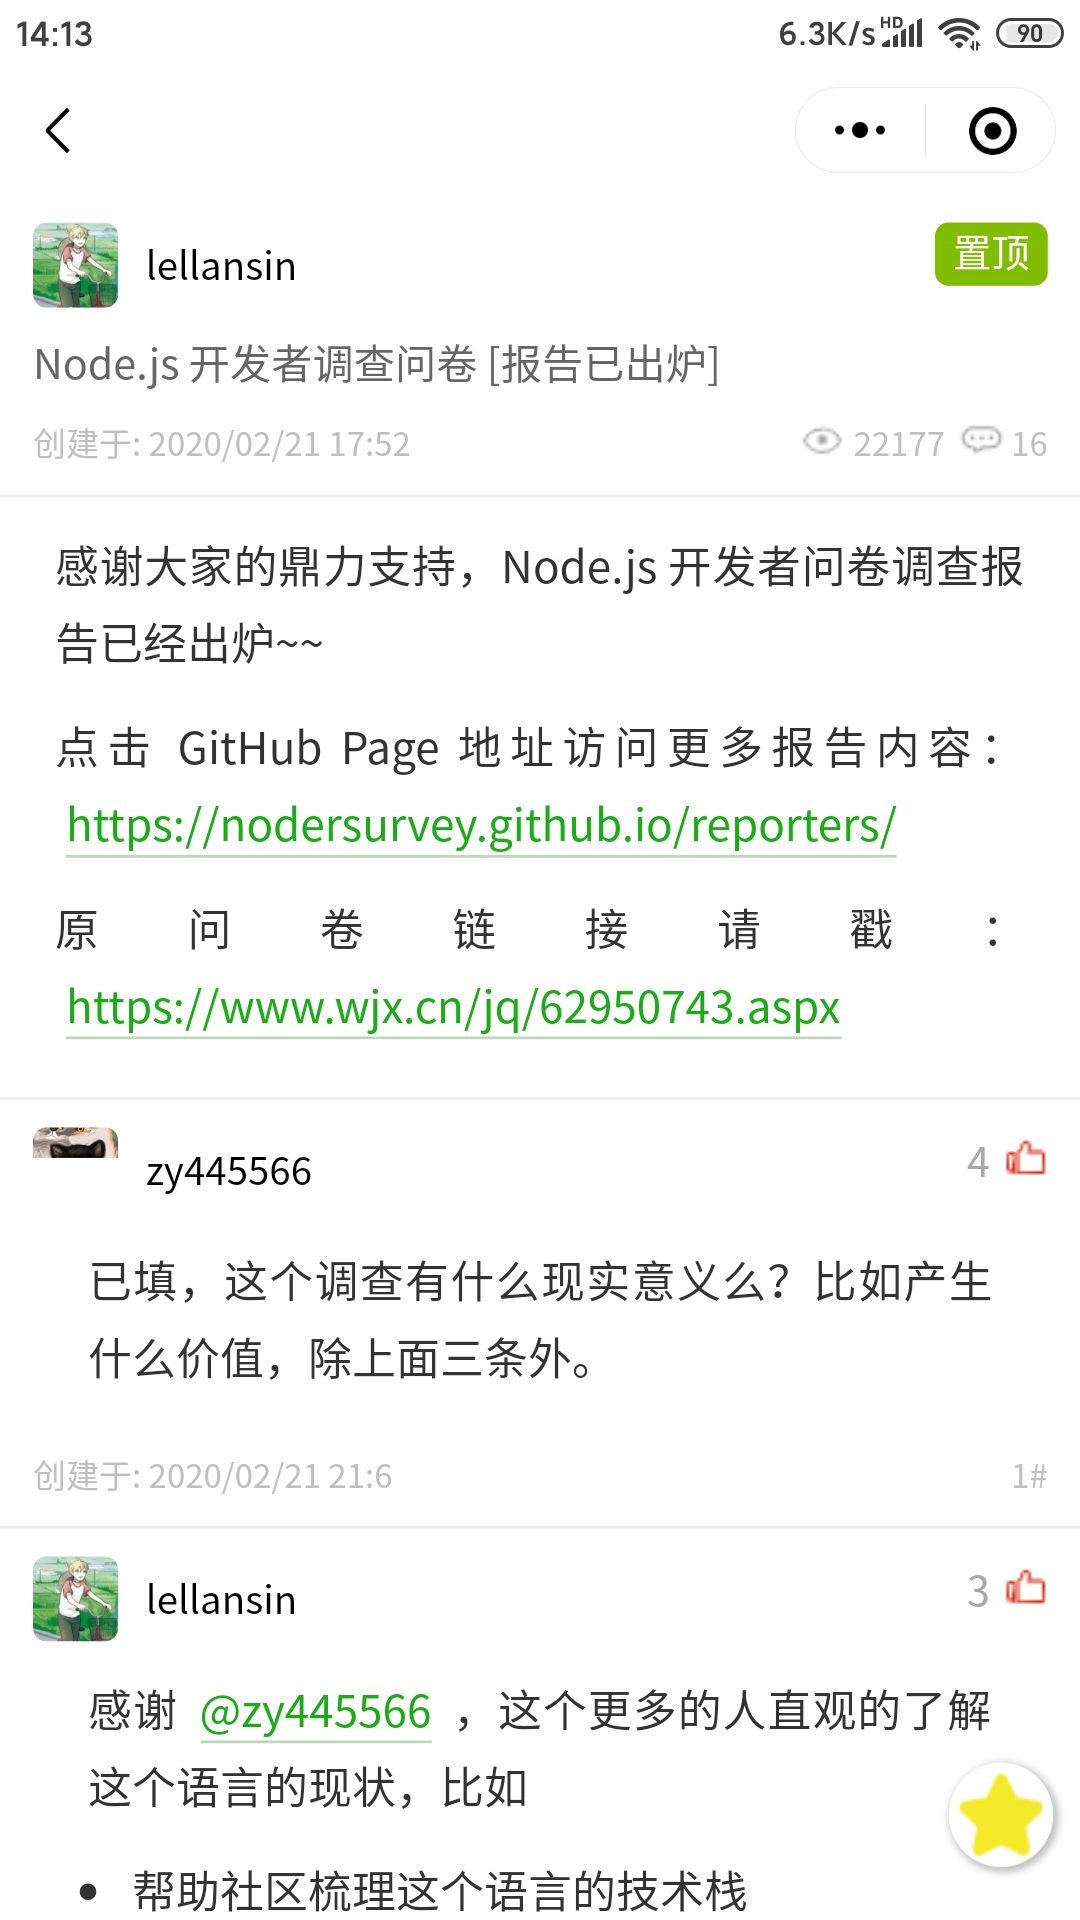 14:13
6.3K/s HD 90
lellansin
置顶
Node.js 开发者调查问卷 [报告已出炉]
创建于: 2020/02/21 17:52
22177 16
感谢大家的鼎力支持，Node.js 开发者问卷调查报
告已经出炉~~
点击 GitHub Page 地址访问更多报告内容：
https://nodersurvey.github.io/reporters/
原问卷链接请戳：
https://www.wjx.cn/jq/62950743.aspx
zy445566
4
已填，这个调查有什么现实意义么？比如产生
什么价值，除上面三条外。
创建于: 2020/02/21 21:6
1#
lellansin
3
感谢 @zy445566 ，这个更多的人直观的了解
这个语言的现状，比如
• 帮助社区梳理这个语言的技术栈